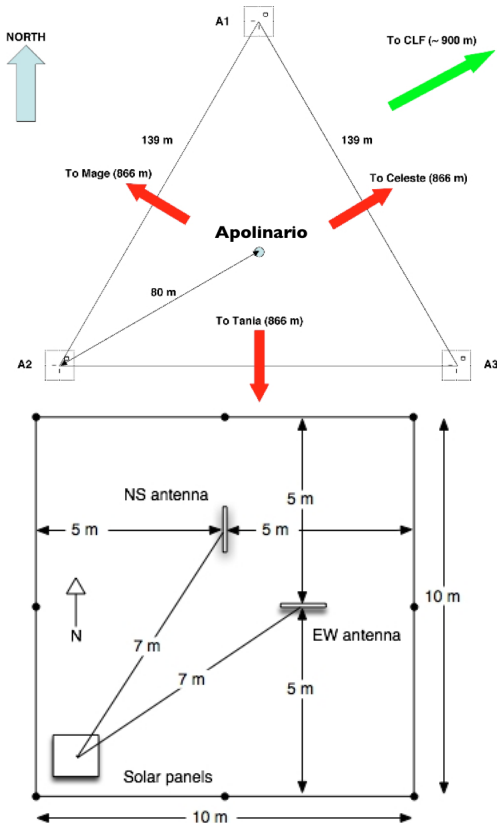 A1
NORTH
To CLF (~ 900 m)
139 m
139 m
To Mage (866 m)
To Celeste (866 m)
Apolinario
80 m
To Tania (866 m)
A2
A3
NS antenna
5 m
5 m
5 m
10 m
N
EW antenna
7 m
7 m
5 m
Solar panels
10 m